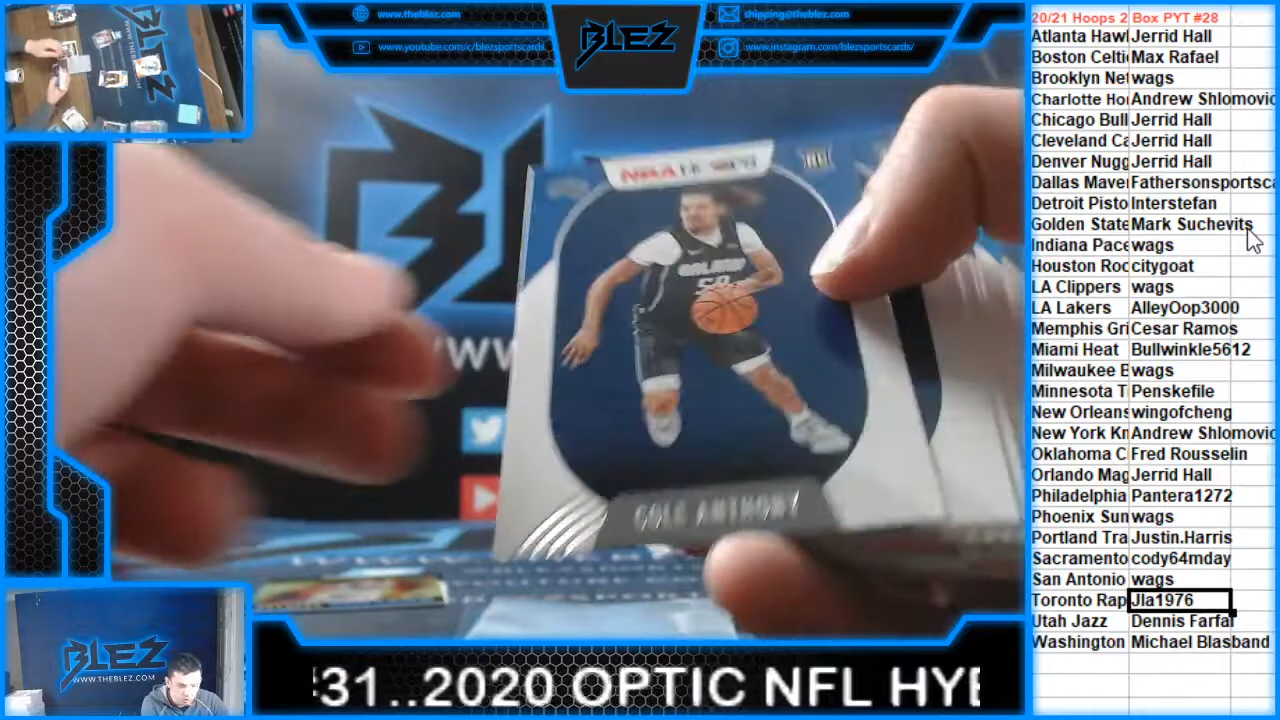 www.theblez.com
BLEZ
shipping@theblez.com
www.youtube.com/c/blezsportscards
www.instagram.com/blezsportscards/
20/21 Hoops 2 Box PYT #28
Atlanta Hawl Jerrid Hall
Boston Celti Max Rafael
Brooklyn Net wags
Charlotte Ho Andrew Shlomovic
Chicago Bull Jerrid Hall
Cleveland Ca Jerrid Hall
Denver Nugg Jerrid Hall
Dallas Maver Fathersonsportsca
Detroit Pisto Interstefan
Golden State Mark Suchevits
Indiana Pace wags
Houston Roc citygoat
LA Clippers wags
LA Lakers AlleyOop3000
Memphis Gri Cesar Ramos
Miami Heat Bullwinkle5612
Milwaukee B wags
Minnesota T Penskefile
New Orleans wingofcheng
New York Kn Andrew Shlomovic
Oklahoma C Fred Rousselin
Orlando Mag Jerrid Hall
Philadelphia Pantera1272
Phoenix Sun wags
Portland Tra Justin.Harris
Sacramento cody64mday
San Antonio wags
Toronto Rap Jla1976
Utah Jazz Dennis Farfal
Washington Michael Blasband
NBA
50
COLE ANTHONY
BLEZ
WWW.THEBLEZ.COM
31..2020 OPTIC NFL HYE